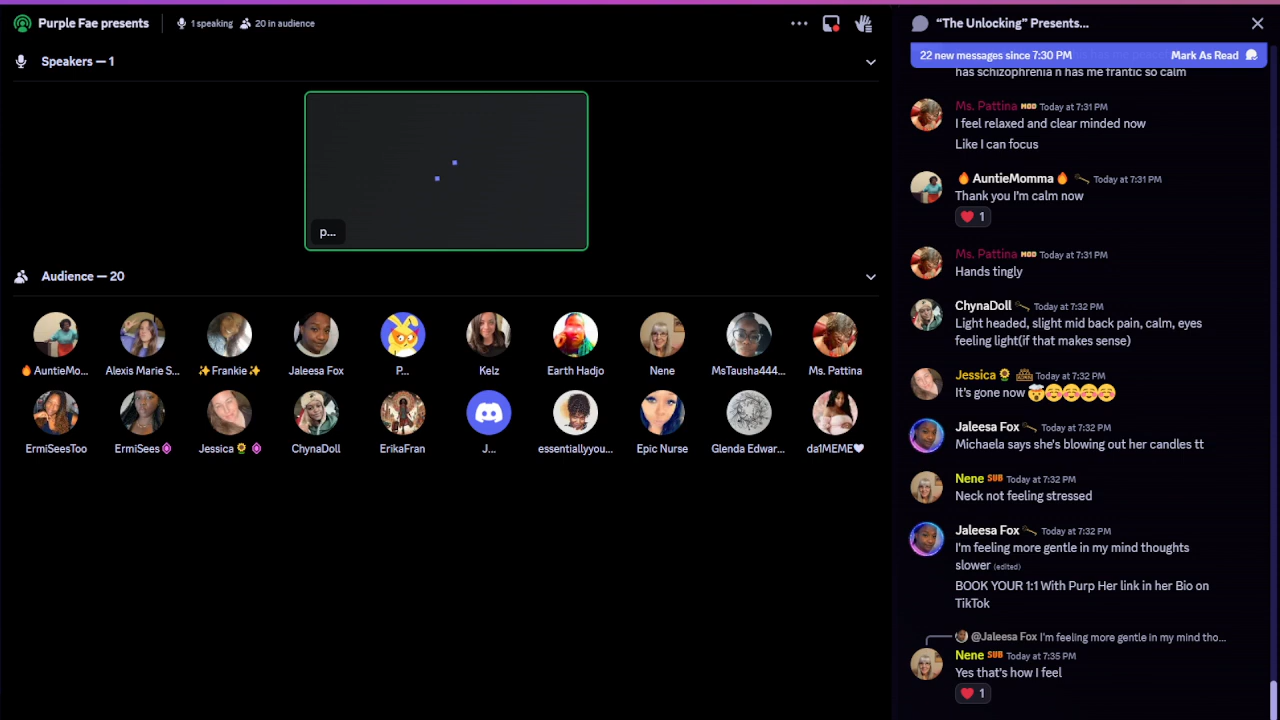 Purple Fae presents
1 speaking
20 in audience
Speakers — 1
p...
Audience — 20
🔥AuntieMo...
Alexis Marie S...
✨Frankie✨
Jaleesa Fox
P...
Kelz
Earth Hadjo
Nene
MsTausha444...
Ms. Pattina
ErmiSeesToo
ErmiSees
Jessica🌻
ChynaDoll
ErikaFran
J...
essentiallyyou...
Epic Nurse
Glenda Edwar...
da1MEME🤍
“The Unlocking” Presents...
22 new messages since 7:30 PM
Mark As Read
has schizophrenia n has me frantic so calm
Ms. Pattina MOD Today at 7:31 PM
I feel relaxed and clear minded now
Like I can focus
🔥 AuntieMomma 🔥 Today at 7:31 PM
Thank you I'm calm now
❤️ 1
Ms. Pattina MOD Today at 7:31 PM
Hands tingly
ChynaDoll Today at 7:32 PM
Light headed, slight mid back pain, calm, eyes
feeling light(if that makes sense)
Jessica🌻 Today at 7:32 PM
It's gone now 🤯☺️☺️☺️☺️
Jaleesa Fox Today at 7:32 PM
Michaela says she's blowing out her candles tt
Nene SUB Today at 7:32 PM
Neck not feeling stressed
Jaleesa Fox Today at 7:32 PM
I'm feeling more gentle in my mind thoughts
slower (edited)
BOOK YOUR 1:1 With Purp Her link in her Bio on
TikTok
@Jaleesa Fox I'm feeling more gentle in my mind tho...
Nene SUB Today at 7:35 PM
Yes that's how I feel
❤️ 1